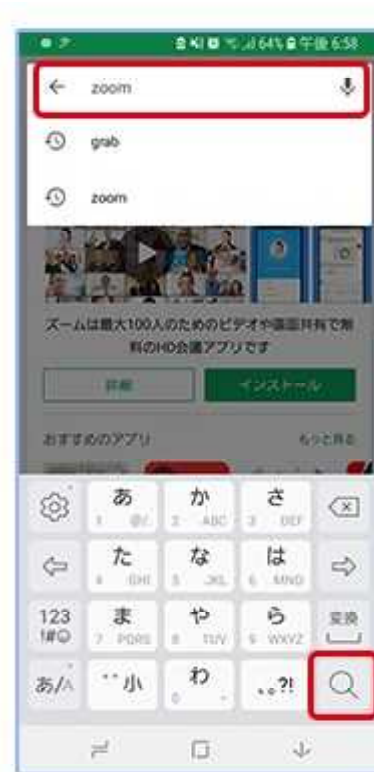 64% 午後 6:58
zoom
grab
zoom
ズームは最大100人のためのビデオや画面共有で無
料のHD会議アプリです
詳細
インストール
おすすめのアプリ
もっと見る
あ
か
さ
1 @/.
2 ABC
3 DEF
た
な
は
4 GHI
5 JKL
6 MNO
123
!#☺
ま
や
ら
変換
7 PQRS
8 TUV
9 WXYZ
あ/A
小
わ
、。?!
0